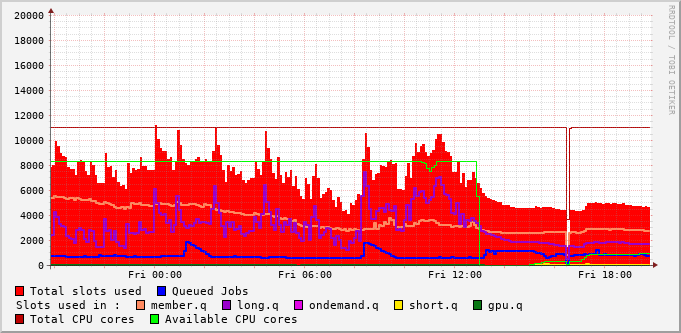 20000
18000
16000
14000
12000
10000
8000
6000
4000
2000
0
Fri 00:00 Fri 06:00 Fri 12:00 Fri 18:00
Total slots used Queued Jobs
Slots used in : member.q long.q ondemand.q short.q gpu.q
Total CPU cores Available CPU cores
RRDTOOL / TOBI OETIKER